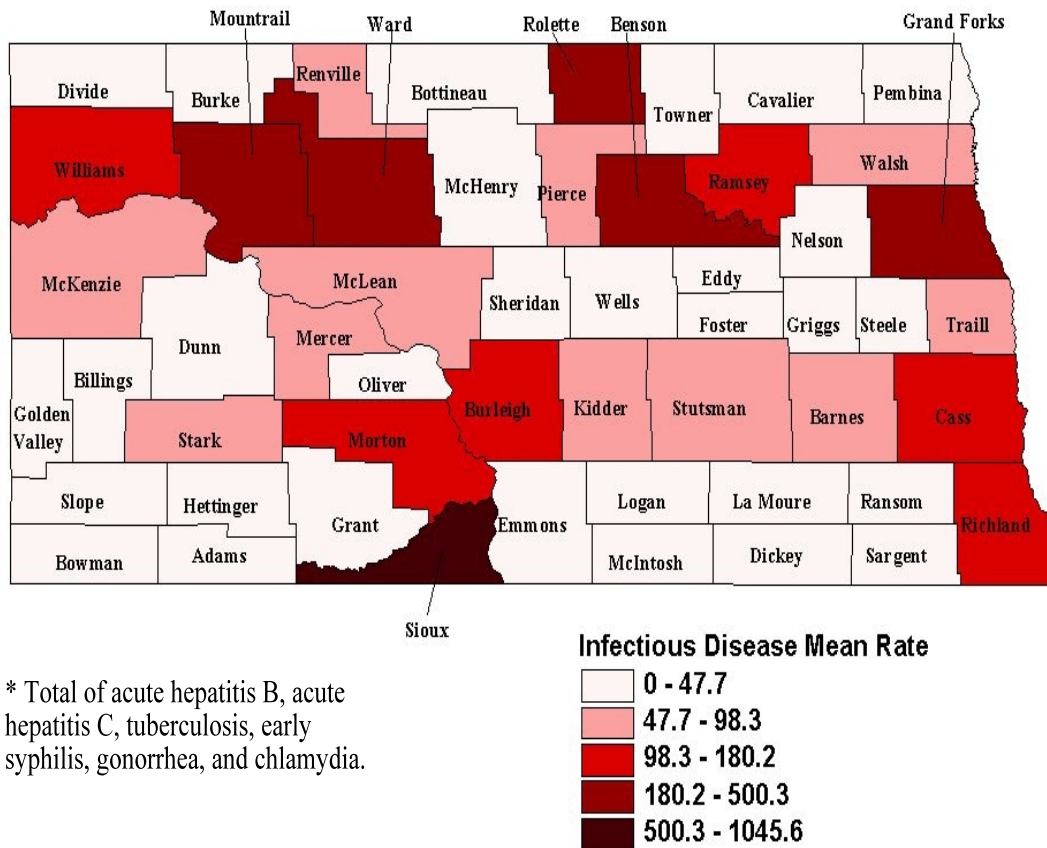 Mountrail
Ward
Rolette
Benson
Grand Forks
Divide
Burke
Renville
Bottineau
Towner
Cavalier
Pembina
Williams
McHenry
Pierce
Ramsey
Walsh
Nelson
McKenzie
McLean
Sheridan
Wells
Eddy
Foster
Griggs
Steele
Traill
Dunn
Mercer
Oliver
Billings
Golden
Valley
Stark
Morton
Burleigh
Kidder
Stutsman
Barnes
Cass
Slope
Hettinger
Grant
Emmons
Logan
La Moure
Ransom
Richland
Bowman
Adams
McIntosh
Dickey
Sargent
Sioux
Infectious Disease Mean Rate
0 - 47.7
47.7 - 98.3
98.3 - 180.2
180.2 - 500.3
500.3 - 1045.6
* Total of acute hepatitis B, acute
hepatitis C, tuberculosis, early
syphilis, gonorrhea, and chlamydia.